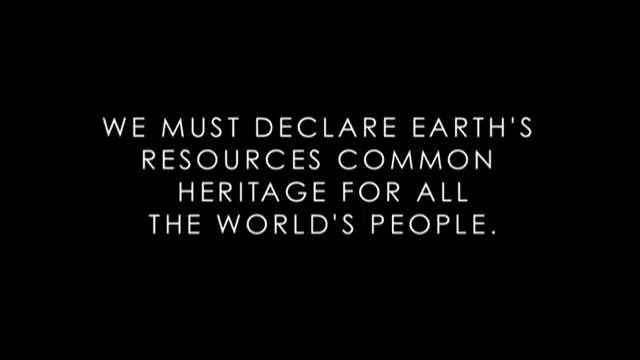 WE MUST DECLARE EARTH'S
RESOURCES COMMON
HERITAGE FOR ALL
THE WORLD'S PEOPLE.